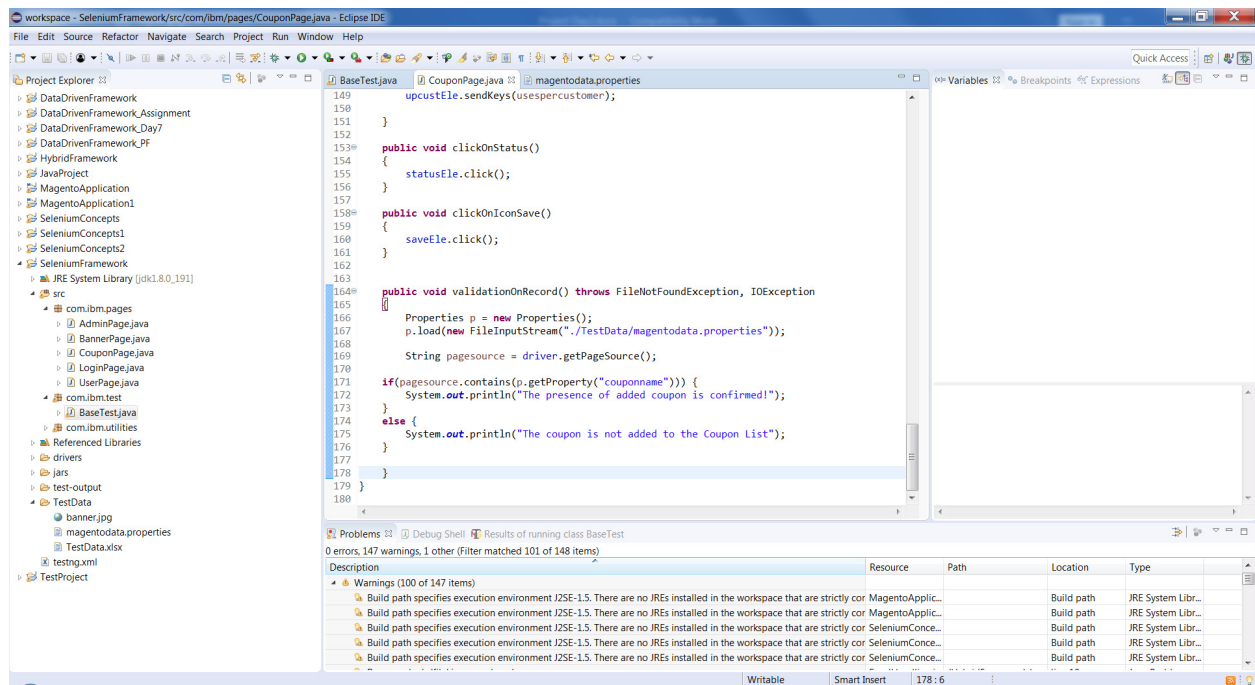 workspace - SeleniumFramework/src/com/ibm/pages/CouponPage.java - Eclipse IDE
File Edit Source Refactor Navigate Search Project Run Window Help
Quick Access
Project Explorer
DataDrivenFramework
DataDrivenFramework_Assignment
DataDrivenFramework_Day7
DataDrivenFramework_PF
HybridFramework
JavaProject
MagentoApplication
MagentoApplication1
SeleniumConcepts
SeleniumConcepts1
SeleniumConcepts2
SeleniumFramework
JRE System Library [jdk1.8.0_191]
src
com.ibm.pages
AdminPage.java
BannerPage.java
CouponPage.java
LoginPage.java
UserPage.java
com.ibm.test
BaseTest.java
com.ibm.utilities
Referenced Libraries
drivers
jars
test-output
TestData
banner.jpg
magentodata.properties
TestData.xlsx
testng.xml
TestProject
BaseTest.java CouponPage.java magentodata.properties
149 upcustEle.sendKeys(usespercustomer);
150
151 }
152
153 public void clickOnStatus()
154 {
155 statusEle.click();
156 }
157
158 public void clickOnIconSave()
159 {
160 saveEle.click();
161 }
162
163
164 public void validationOnRecord() throws FileNotFoundException, IOException
165 {
166 Properties p = new Properties();
167 p.load(new FileInputStream("./TestData/magentodata.properties"));
168
169 String pagesource = driver.getPageSource();
170
171 if(pagesource.contains(p.getProperty("couponname"))) {
172 System.out.println("The presence of added coupon is confirmed!");
173 }
174 else {
175 System.out.println("The coupon is not added to the Coupon List");
176 }
177
178 }
179 }
180
(x)= Variables Breakpoints Expressions
Problems Debug Shell Results of running class BaseTest
0 errors, 147 warnings, 1 other (Filter matched 101 of 148 items)
Description Resource Path Location Type
Warnings (100 of 147 items)
Build path specifies execution environment J2SE-1.5. There are no JREs installed in the workspace that are strictly cor MagentoApplic... Build path JRE System Libr...
Build path specifies execution environment J2SE-1.5. There are no JREs installed in the workspace that are strictly cor MagentoApplic... Build path JRE System Libr...
Build path specifies execution environment J2SE-1.5. There are no JREs installed in the workspace that are strictly cor SeleniumConce... Build path JRE System Libr...
Build path specifies execution environment J2SE-1.5. There are no JREs installed in the workspace that are strictly cor SeleniumConce... Build path JRE System Libr...
Build path specifies execution environment J2SE-1.5. There are no JREs installed in the workspace that are strictly cor SeleniumConce... Build path JRE System Libr...
Writable Smart Insert 178 : 6